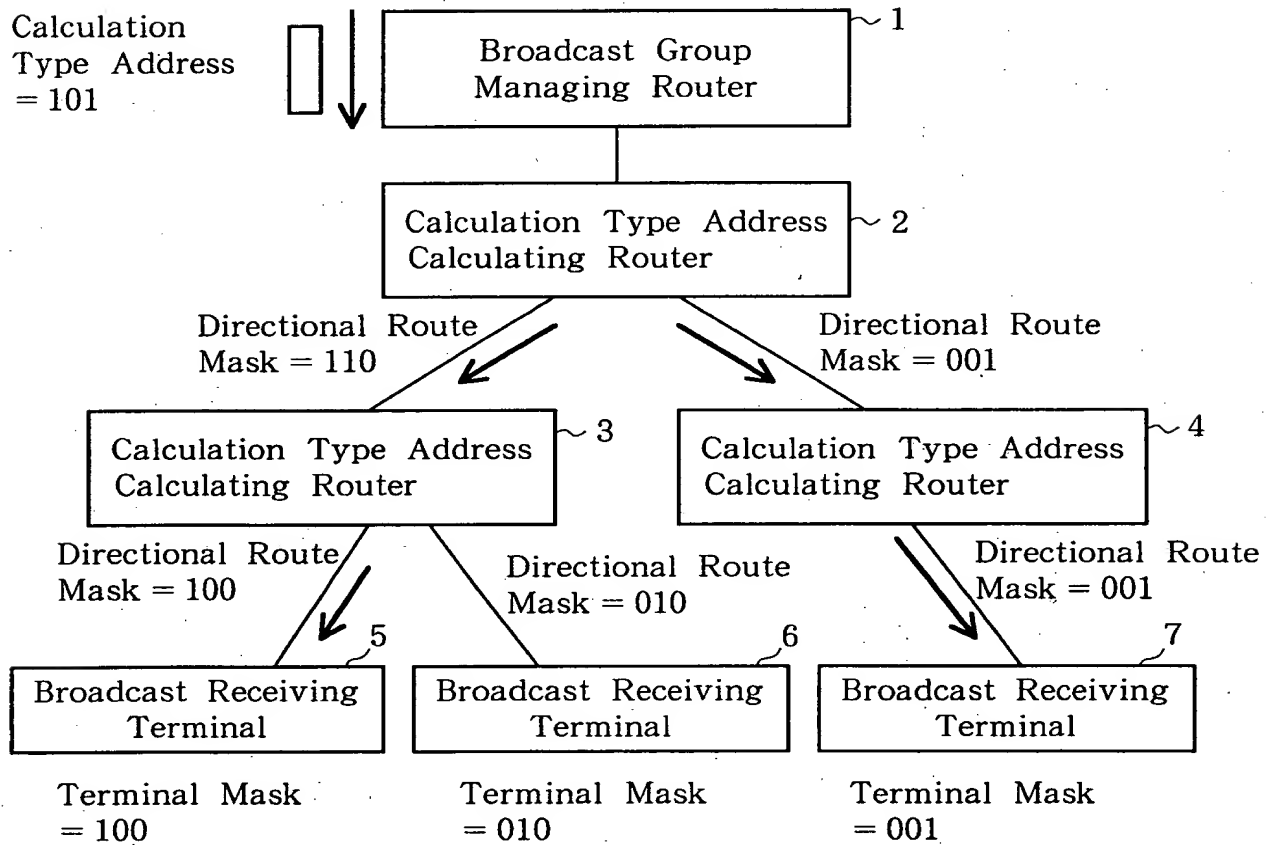 Calculation
Type Address
= 101
1
Broadcast Group
Managing Router
2
Calculation Type Address
Calculating Router
Directional Route
Mask = 110
Directional Route
Mask = 001
3
Calculation Type Address
Calculating Router
4
Calculation Type Address
Calculating Router
Directional Route
Mask = 100
Directional Route
Mask = 010
Directional Route
Mask = 001
5
Broadcast Receiving
Terminal
6
Broadcast Receiving
Terminal
7
Broadcast Receiving
Terminal
Terminal Mask
= 100
Terminal Mask
= 010
Terminal Mask
= 001